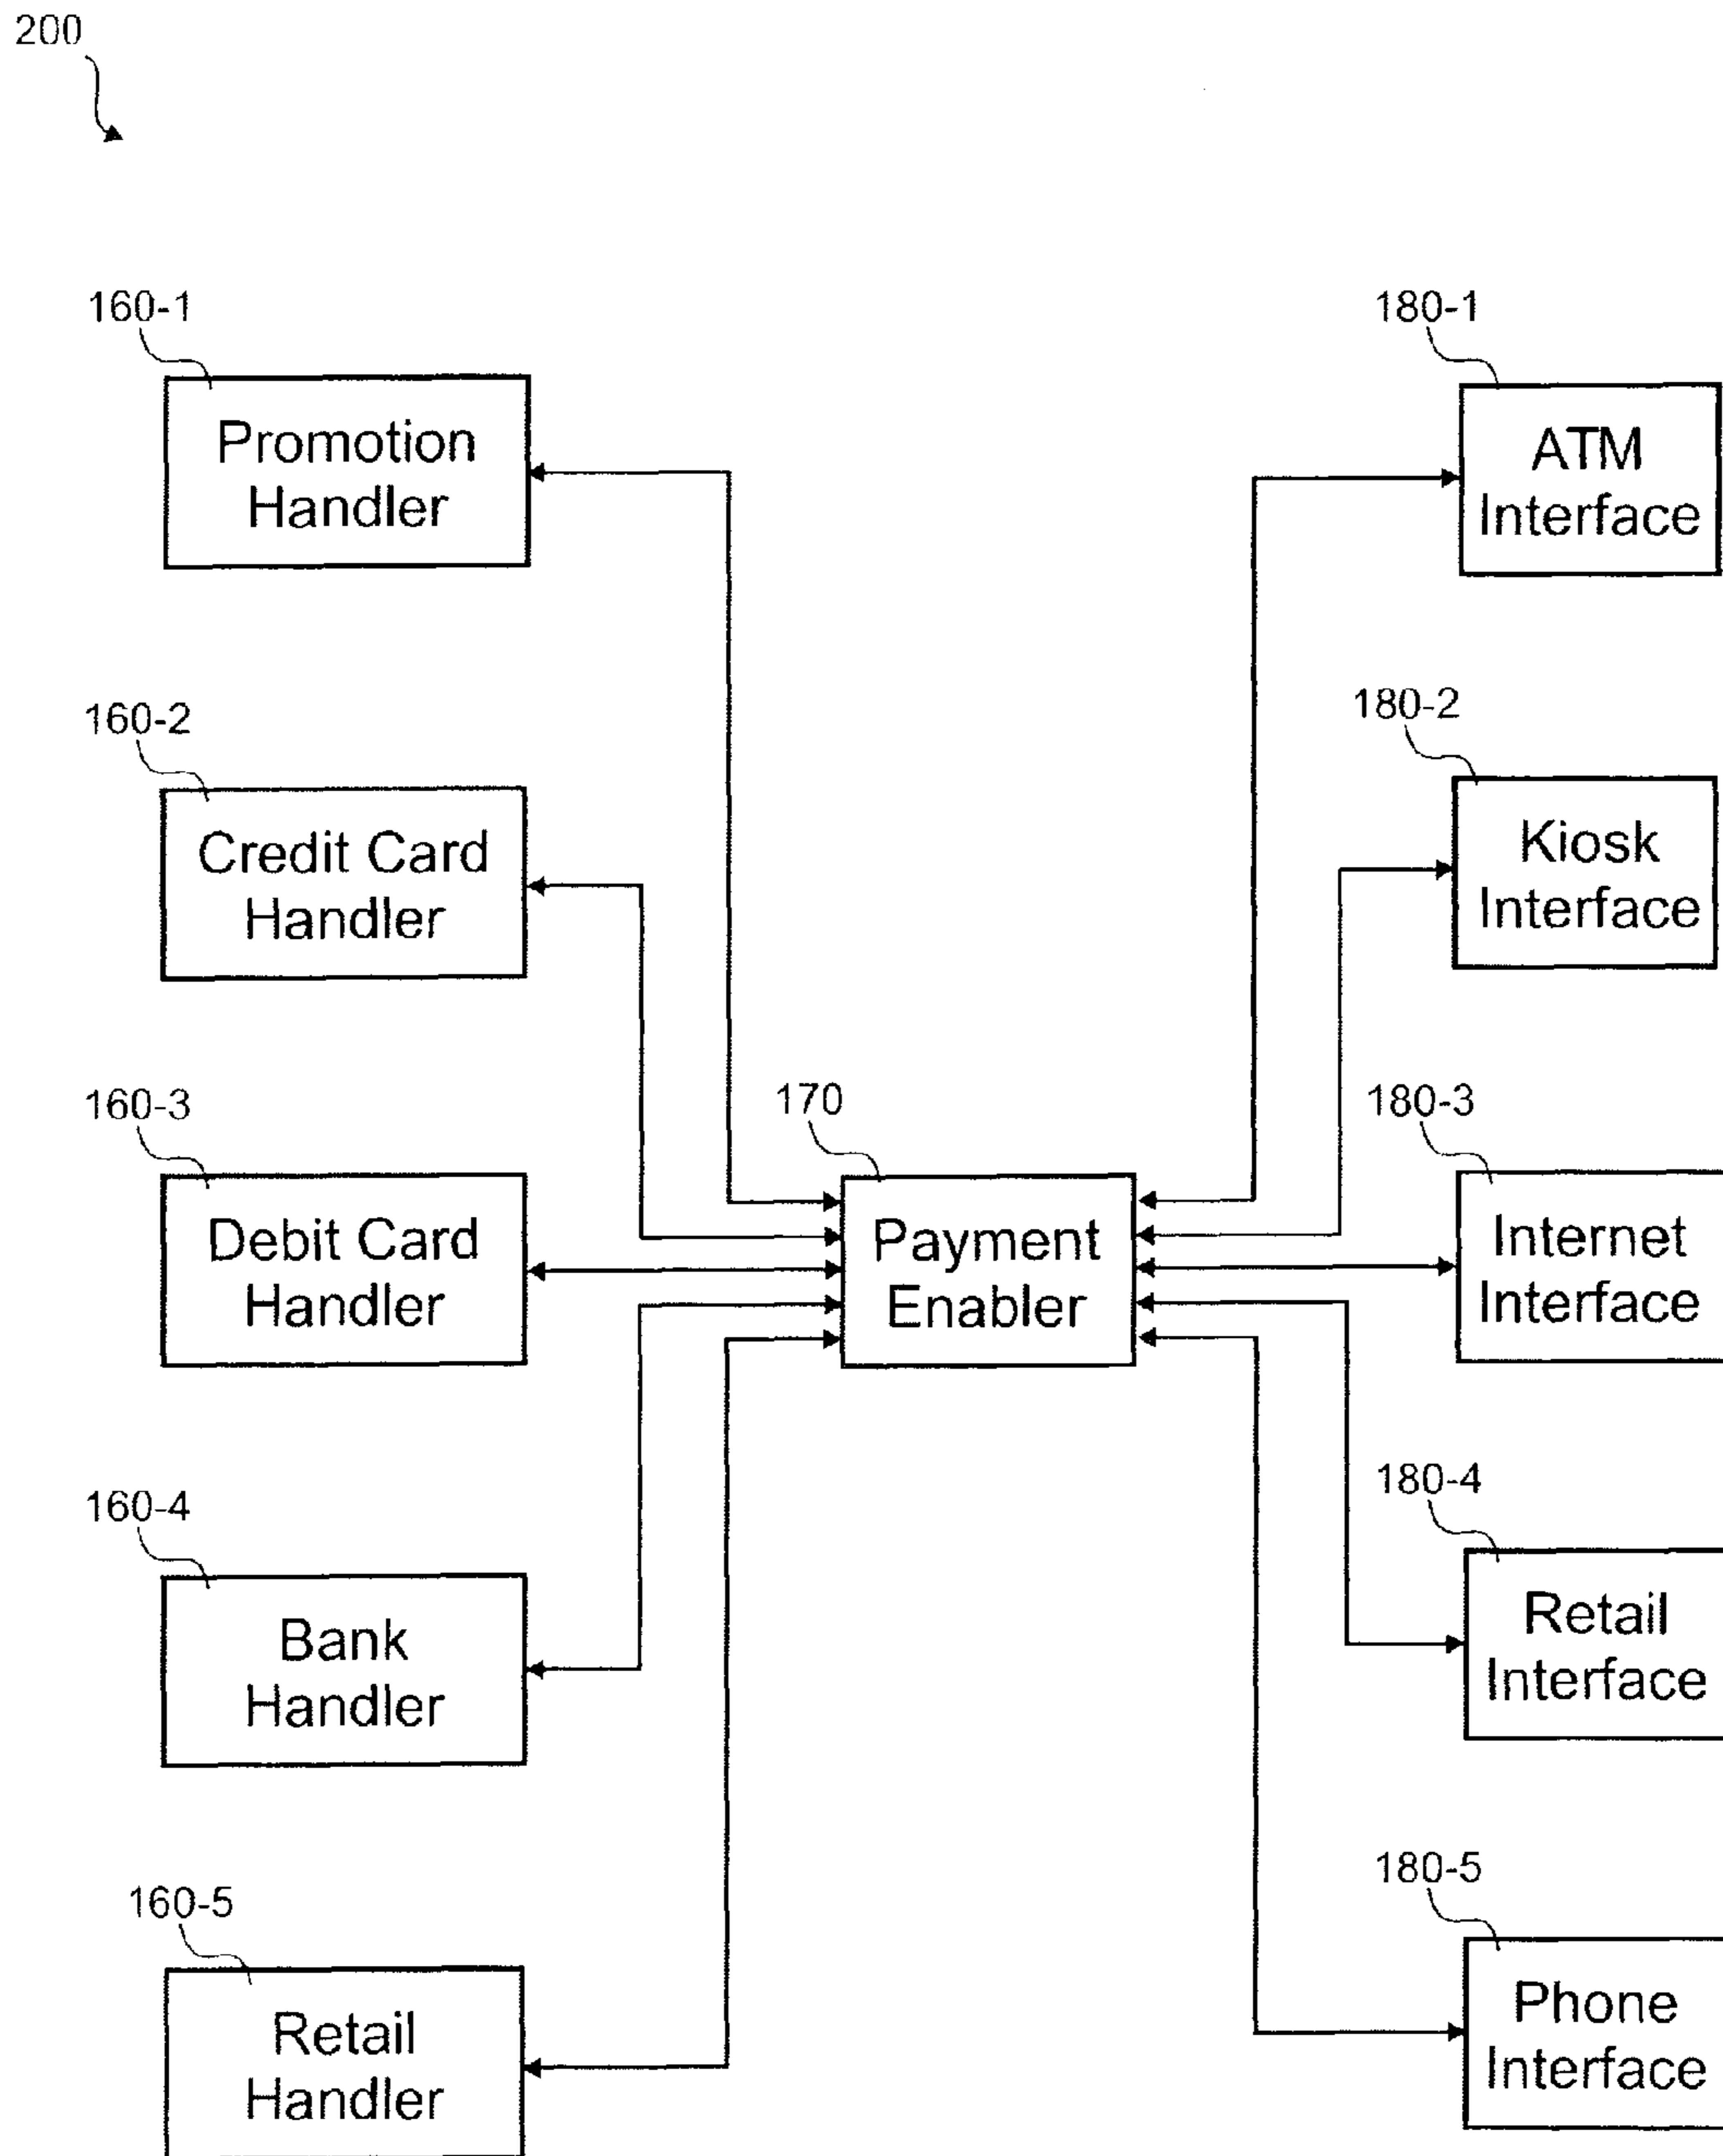 200
160-1
Promotion
Handler
160-2
Credit Card
Handler
160-3
Debit Card
Handler
160-4
Bank
Handler
160-5
Retail
Handler
170
Payment
Enabler
180-1
ATM
Interface
180-2
Kiosk
Interface
180-3
Internet
Interface
180-4
Retail
Interface
180-5
Phone
Interface